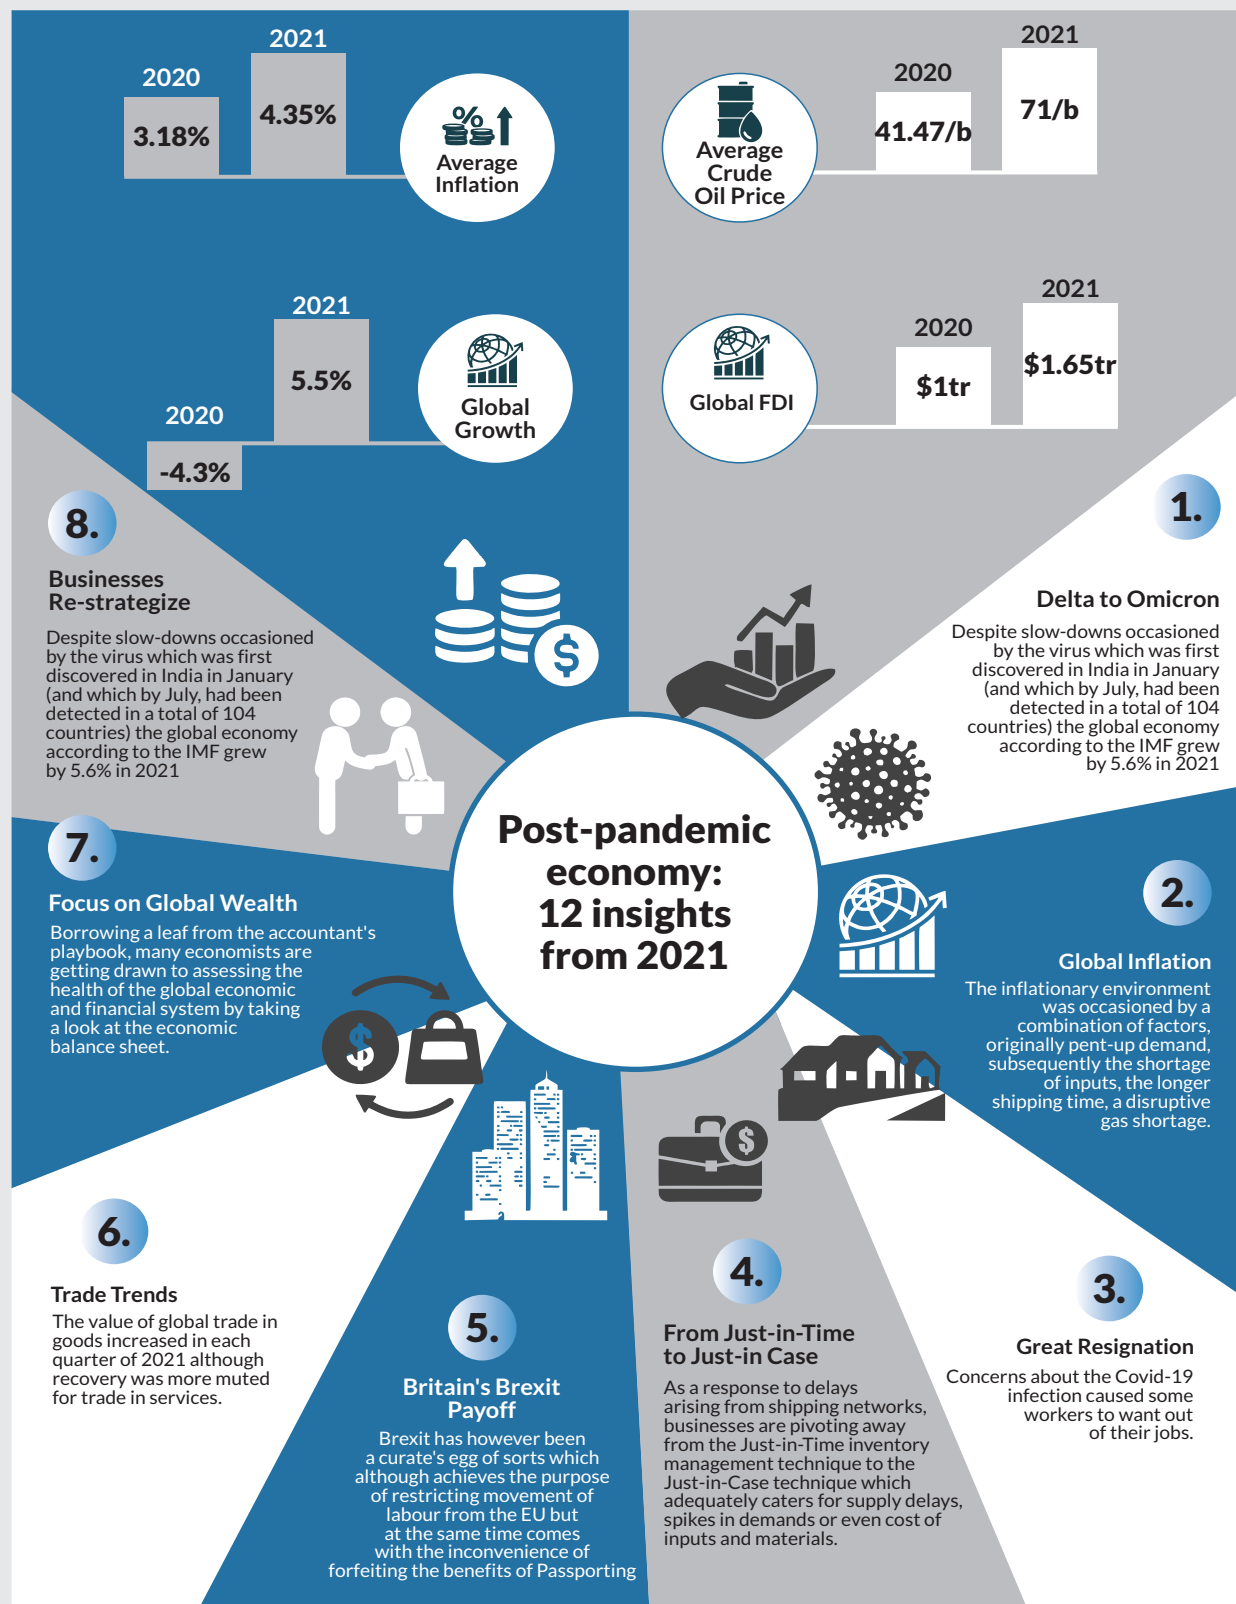 2020
2021
3.18%
4.35%
%
Average
Inflation
Average
Crude
Oil Price
2020
2021
41.47/b
71/b
2020
2021
-4.3%
5.5%
Global
Growth
Global FDI
2020
2021
$1tr
$1.65tr
$
Post-pandemic
economy:
12 insights
from 2021
1.
Delta to Omicron
Despite slow-downs occasioned
by the virus which was first
discovered in India in January
(and which by July, had been
detected in a total of 104
countries) the global economy
according to the IMF grew
by 5.6% in 2021
2.
Global Inflation
The inflationary environment
was occasioned by a
combination of factors,
originally pent-up demand,
subsequently the shortage
of inputs, the longer
shipping time, a disruptive
gas shortage.
3.
Great Resignation
Concerns about the Covid-19
infection caused some
workers to want out
of their jobs.
$
4.
From Just-in-Time
to Just-in Case
As a response to delays
arising from shipping networks,
businesses are pivoting away
from the Just-in-Time inventory
management technique to the
Just-in-Case technique which
adequately caters for supply delays,
spikes in demands or even cost of
inputs and materials.
5.
Britain's Brexit
Payoff
Brexit has however been
a curate's egg of sorts which
although achieves the purpose
of restricting movement of
labour from the EU but
at the same time comes
with the inconvenience of
forfeiting the benefits of Passporting
6.
Trade Trends
The value of global trade in
goods increased in each
quarter of 2021 although
recovery was more muted
for trade in services.
7.
Focus on Global Wealth
Borrowing a leaf from the accountant's
playbook, many economists are
getting drawn to assessing the
health of the global economic
and financial system by taking
a look at the economic
balance sheet.
$
8.
Businesses
Re-strategize
Despite slow-downs occasioned
by the virus which was first
discovered in India in January
(and which by July, had been
detected in a total of 104
countries) the global economy
according to the IMF grew
by 5.6% in 2021